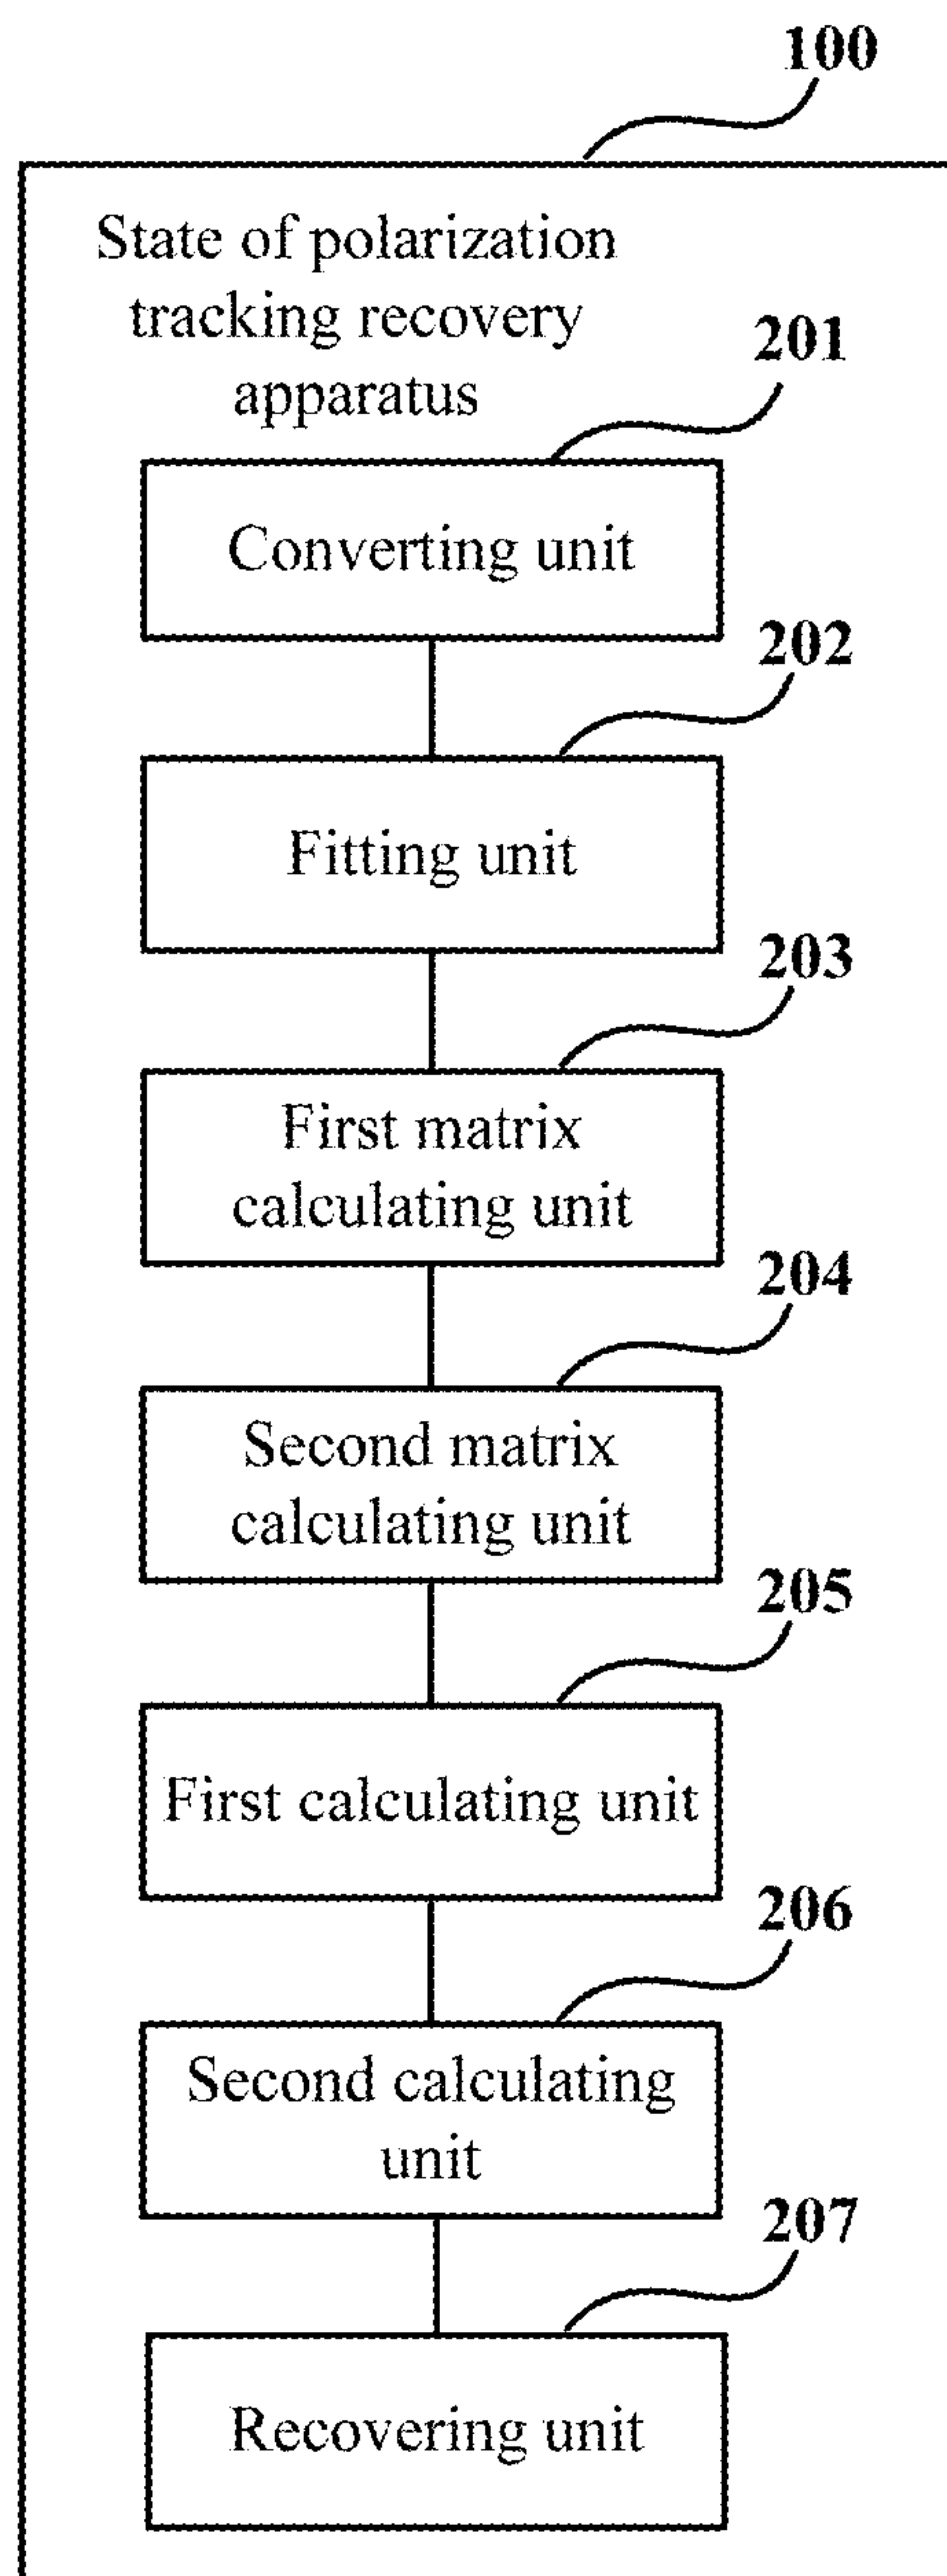 100
State of polarization
tracking recovery
apparatus
201
Converting unit
202
Fitting unit
203
First matrix
calculating unit
204
Second matrix
calculating unit
205
First calculating unit
206
Second calculating
unit
207
Recovering unit